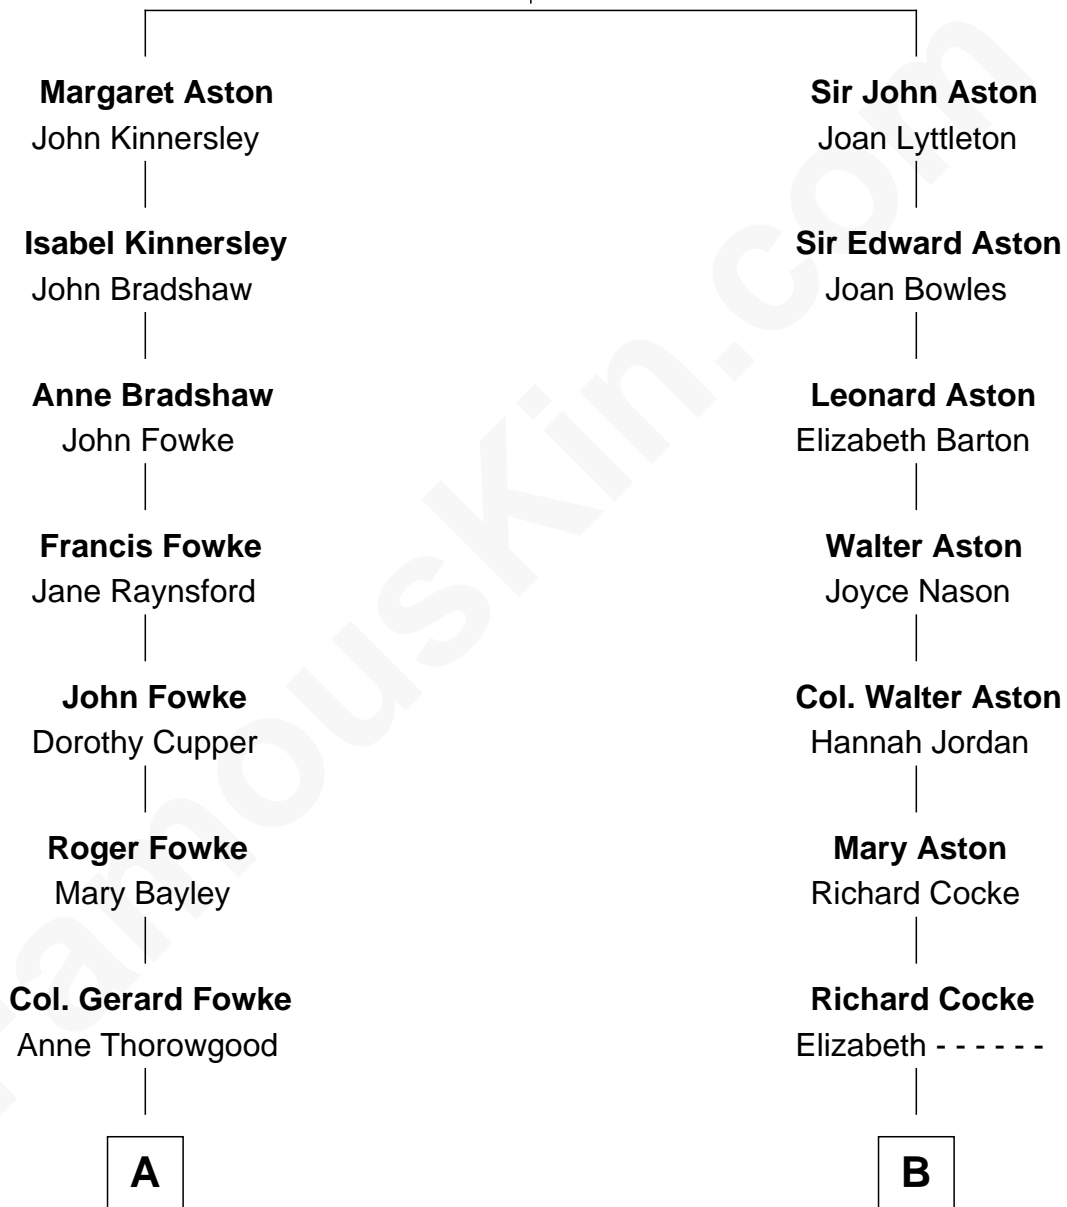 Margaret Aston
John Kinnersley
Isabel Kinnersley
John Bradshaw
Anne Bradshaw
John Fowke
Francis Fowke
Jane Raynsford
John Fowke
Dorothy Cupper
Roger Fowke
Mary Bayley
Col. Gerard Fowke
Anne Thorowgood
A
Sir John Aston
Joan Lyttleton
Sir Edward Aston
Joan Bowles
Leonard Aston
Elizabeth Barton
Walter Aston
Joyce Nason
Col. Walter Aston
Hannah Jordan
Mary Aston
Richard Cocke
Richard Cocke
Elizabeth - - - - - -
B
FamousKin.com